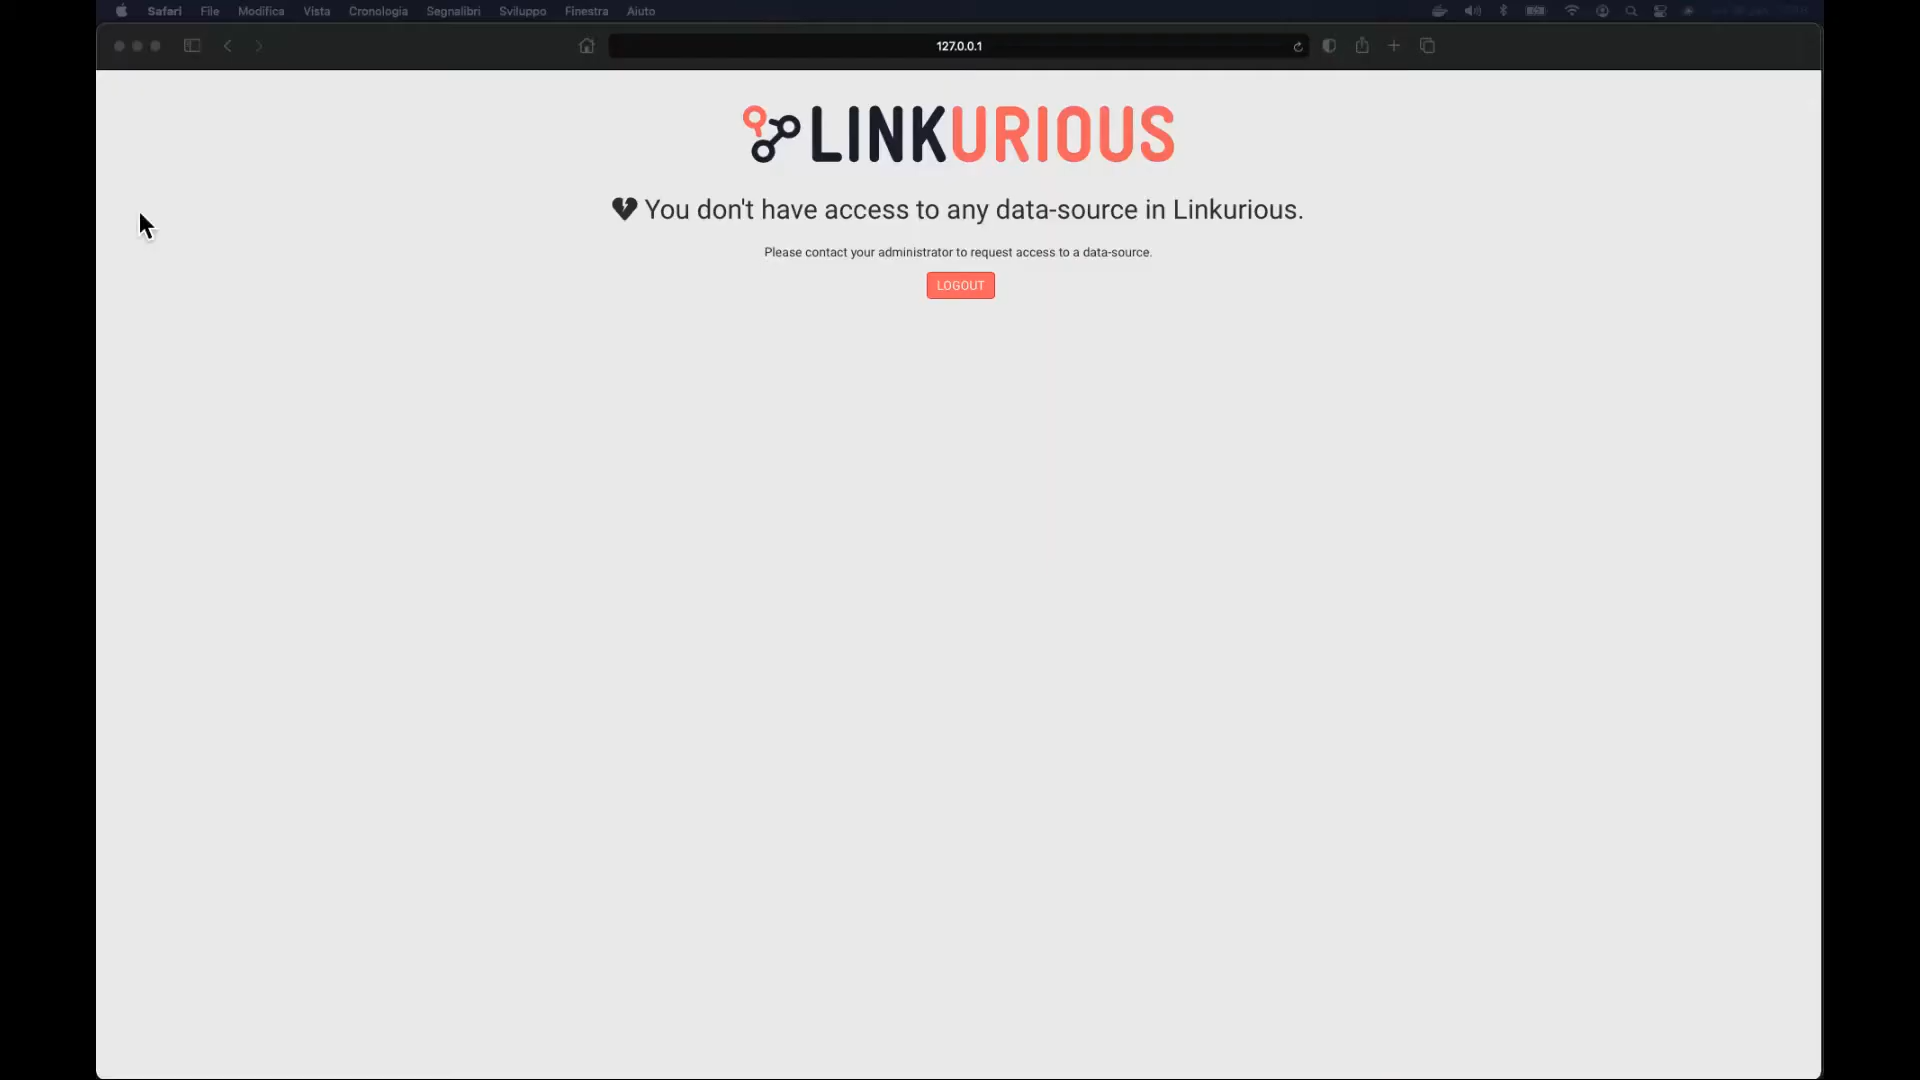 Safari File Modifica Vista Cronologia Segnalibri Sviluppo Finestra Aiuto
127.0.0.1
LINKURIOUS
You don't have access to any data-source in Linkurious.
Please contact your administrator to request access to a data-source.
LOGOUT